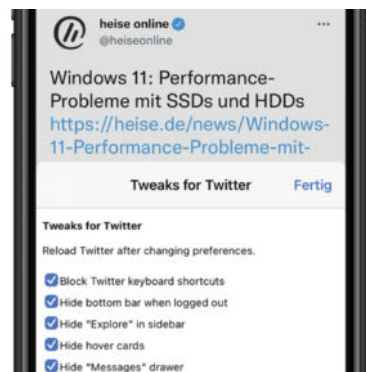 heise online
@heiseonline
Windows 11: Performance-
Probleme mit SSDs und HDDs
https://heise.de/news/Windows-
11-Performance-Probleme-mit-
Tweaks for Twitter Fertig
Tweaks for Twitter
Reload Twitter after changing preferences.
Block Twitter keyboard shortcuts
Hide bottom bar when logged out
Hide "Explore" in sidebar
Hide hover cards
Hide "Messages" drawer